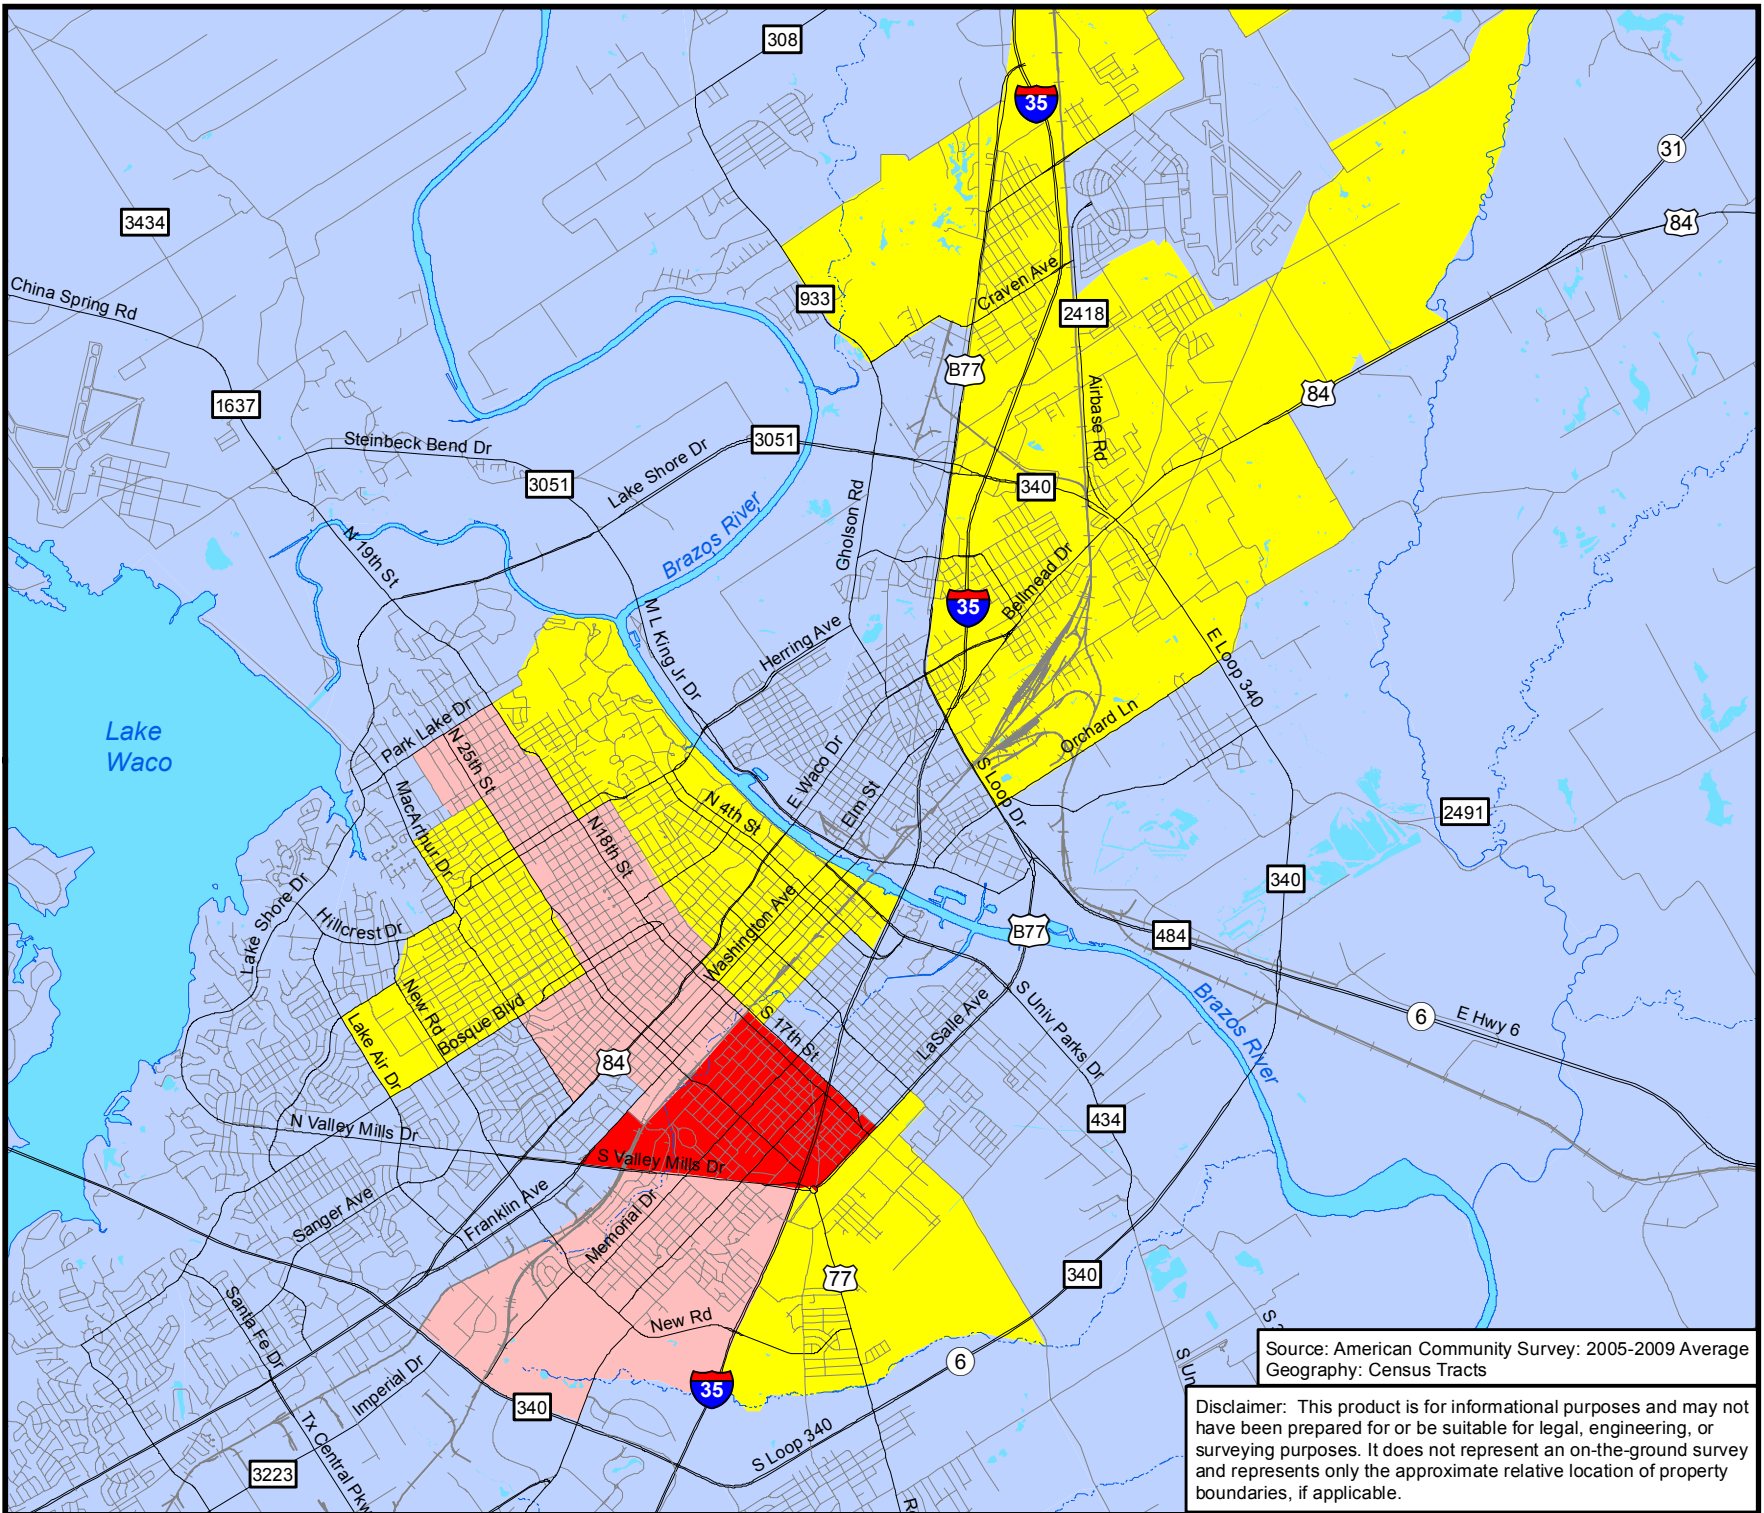 308
35
31
3434
84
China Spring Rd
933
Craven Ave
2418
B77
Airbase Rd
84
1637
Steinbeck Bend Dr
3051
Lake Shore Dr
3051
340
Gholson Rd
Brazos River
N 19th St
35
Bellmead Dr
M L King Jr Dr
Herring Ave
E Loop 340
Lake
Waco
Park Lake Dr
N 25th St
Orchard Ln
MacArthur Dr
E Waco Dr
Elm St
S Loop Dr
N 4th St
2491
N18th St
340
Lake Shore Dr
Hillcrest Dr
Washington Ave
B77
484
New Rd
Bosque Blvd
Lake Air Dr
S 17th St
LaSalle Ave
S Univ Parks Dr
Brazos River
6
E Hwy 6
84
434
N Valley Mills Dr
S Valley Mills Dr
Sanger Ave
Franklin Ave
Memorial Dr
77
340
New Rd
Santa Fe Dr
Imperial Dr
6
35
340
S Loop 340
Tx Central Pkw
3223
S Un
Source: American Community Survey: 2005-2009 Average
Geography: Census Tracts
Disclaimer: This product is for informational purposes and may not
have been prepared for or be suitable for legal, engineering, or
surveying purposes. It does not represent an on-the-ground survey
and represents only the approximate relative location of property
boundaries, if applicable.